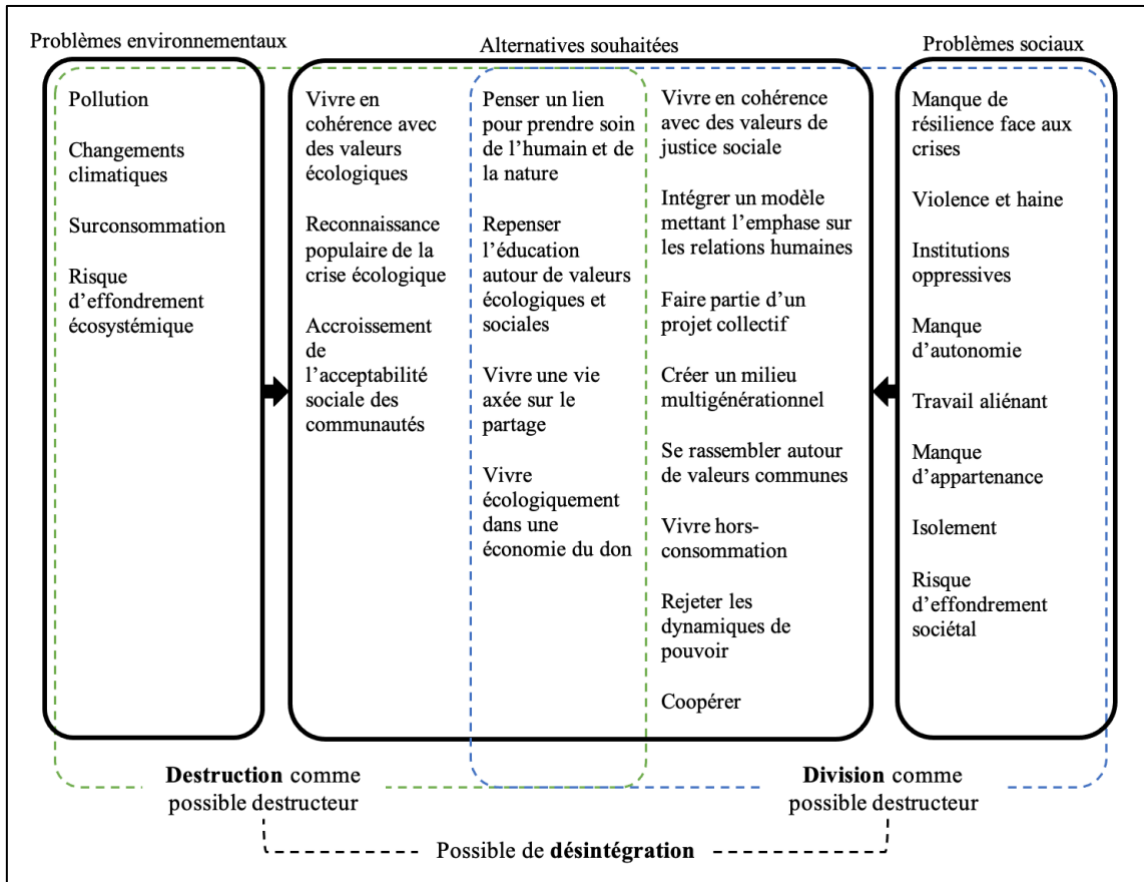 Problèmes environnementaux
Alternatives souhaitées
Problèmes sociaux
Pollution
Changements
climatiques
Surconsommation
Risque
d’effondrement
écosystémique
Vivre en
cohérence avec
des valeurs
écologiques
Reconnaissance
populaire de la
crise écologique
Accroissement
de
l’acceptabilité
sociale des
communautés
Penser un lien
pour prendre soin
de l’humain et de
la nature
Repenser
l’éducation
autour de valeurs
écologiques et
sociales
Vivre une vie
axée sur le
partage
Vivre
écologiquement
dans une
économie du don
Vivre en cohérence
avec des valeurs de
justice sociale
Intégrer un modèle
mettant l’emphase sur
les relations humaines
Faire partie d’un
projet collectif
Créer un milieu
multigénérationnel
Se rassembler autour
de valeurs communes
Vivre hors-
consommation
Rejeter les
dynamiques de
pouvoir
Coopérer
Manque de
résilience face aux
crises
Violence et haine
Institutions
oppressives
Manque
d’autonomie
Travail aliénant
Manque
d’appartenance
Isolement
Risque
d’effondrement
sociétal
Destruction comme
possible destructeur
Division comme
possible destructeur
Possible de désintégration